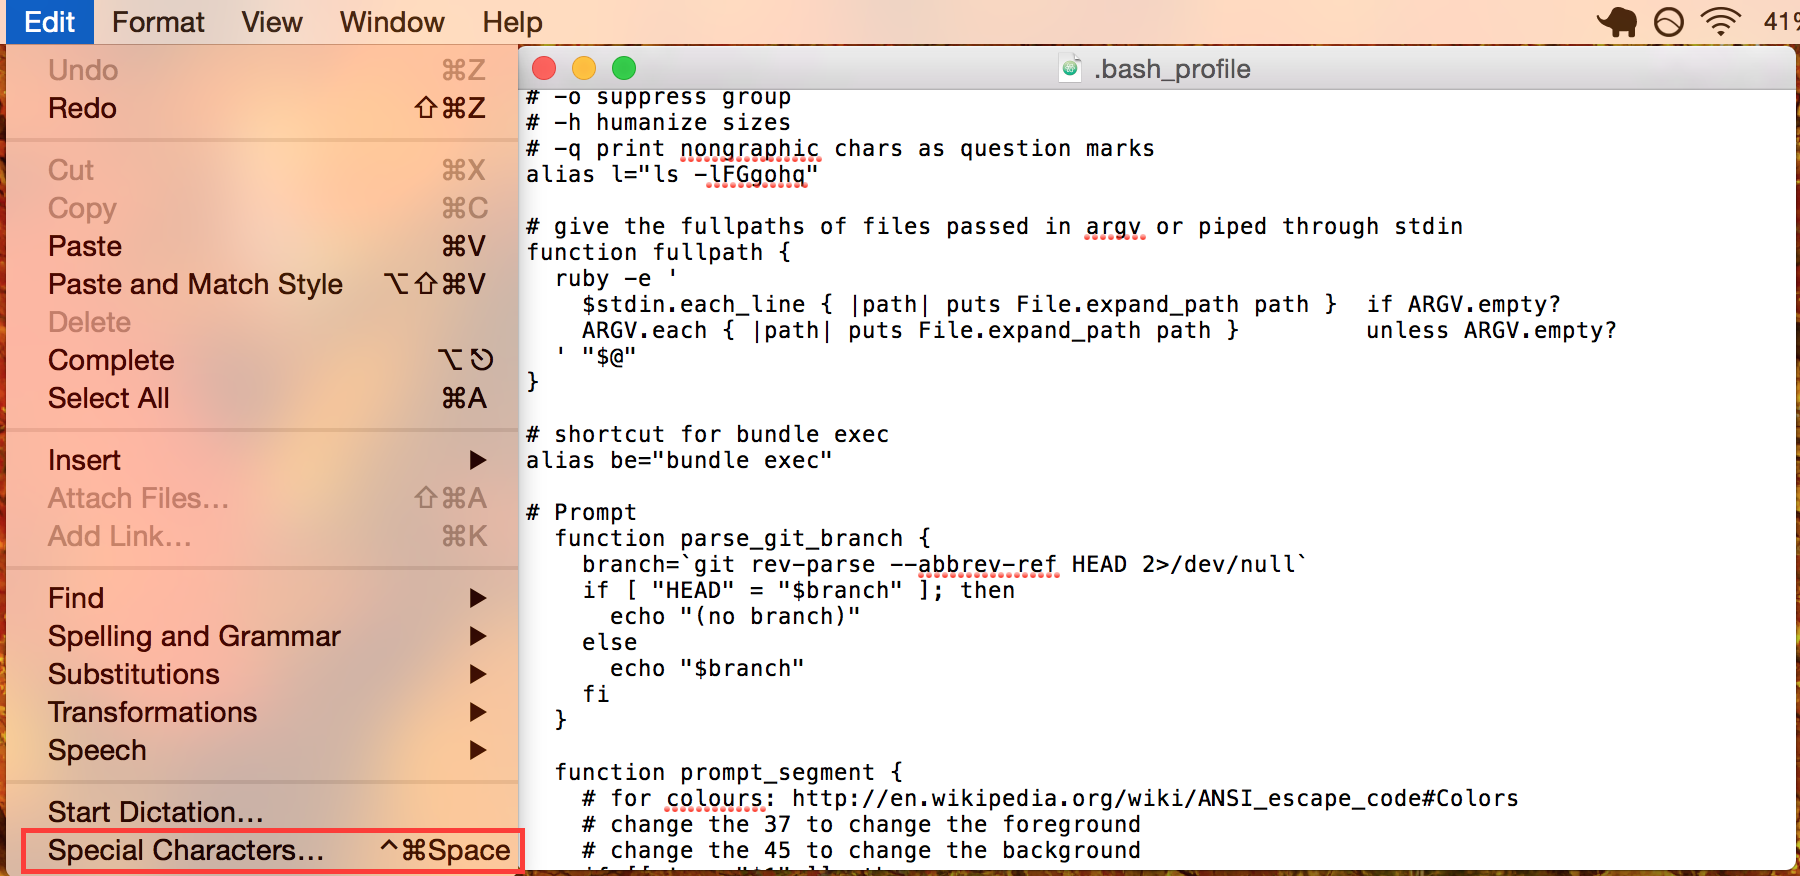 Edit Format View Window Help 41%
Undo ⌘Z
Redo ⇧⌘Z
Cut ⌘X
Copy ⌘C
Paste ⌘V
Paste and Match Style ⌥⇧⌘V
Delete
Complete ⌥⎋
Select All ⌘A
Insert ▶
Attach Files... ⇧⌘A
Add Link... ⌘K
Find ▶
Spelling and Grammar ▶
Substitutions ▶
Transformations ▶
Speech ▶
Start Dictation...
Special Characters... ^⌘Space
.bash_profile
# -o suppress group
# -h humanize sizes
# -q print nongraphic chars as question marks
alias l="ls -lFGgohq"
# give the fullpaths of files passed in argv or piped through stdin
function fullpath {
  ruby -e '
    $stdin.each_line { |path| puts File.expand_path path }  if ARGV.empty?
    ARGV.each { |path| puts File.expand_path path }         unless ARGV.empty?
  ' "$@"
}
# shortcut for bundle exec
alias be="bundle exec"
# Prompt
  function parse_git_branch {
    branch=`git rev-parse --abbrev-ref HEAD 2>/dev/null`
    if [ "HEAD" = "$branch" ]; then
      echo "(no branch)"
    else
      echo "$branch"
    fi
  }
  function prompt_segment {
    # for colours: http://en.wikipedia.org/wiki/ANSI_escape_code#Colors
    # change the 37 to change the foreground
    # change the 45 to change the background